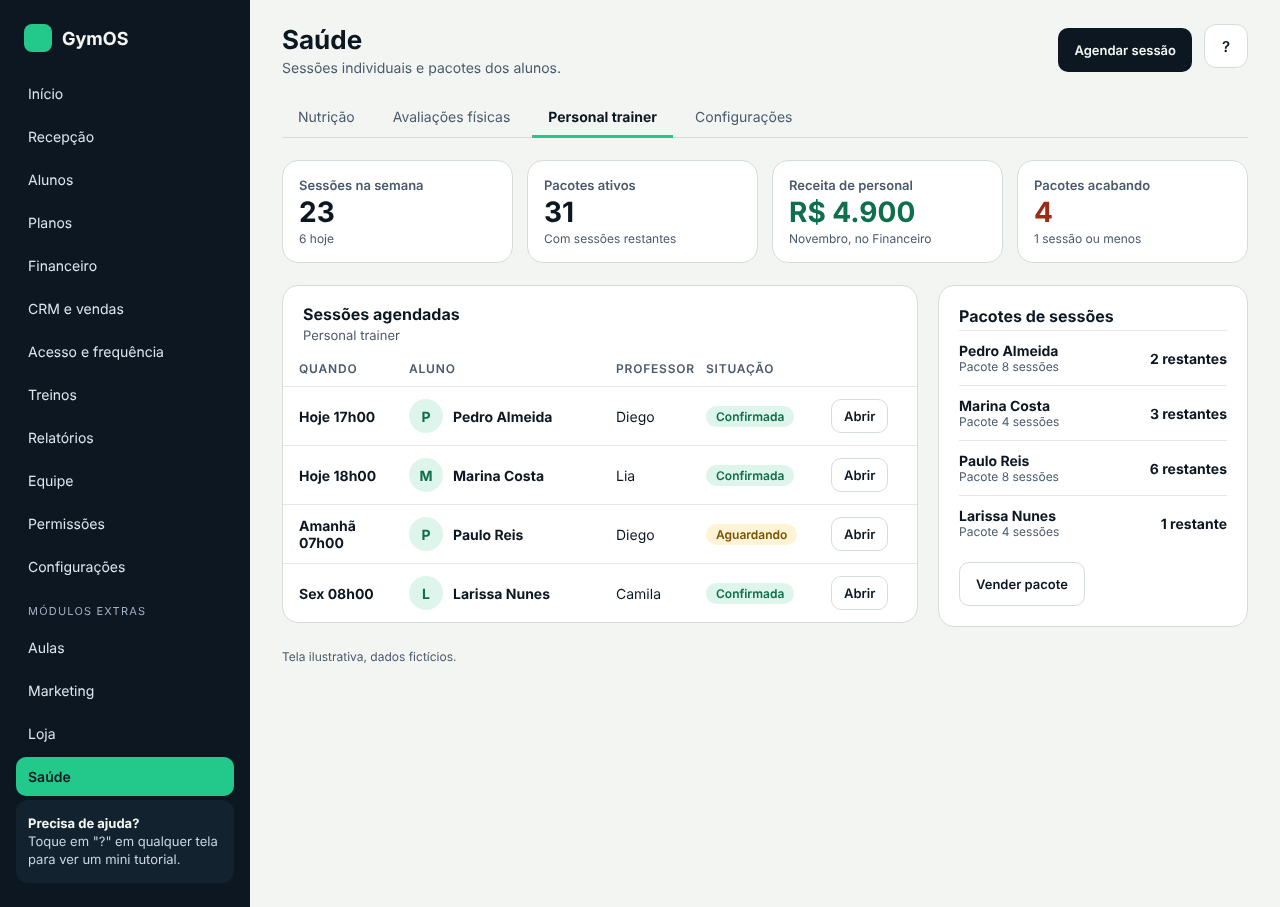 GymOS
Início
Recepção
Alunos
Planos
Financeiro
CRM e vendas
Acesso e frequência
Treinos
Relatórios
Equipe
Permissões
Configurações
MÓDULOS EXTRAS
Aulas
Marketing
Loja
Saúde
Precisa de ajuda?
Toque em "?" em qualquer tela
para ver um mini tutorial.
Saúde
Sessões individuais e pacotes dos alunos.
Agendar sessão
?
Nutrição
Avaliações físicas
Personal trainer
Configurações
Sessões na semana
23
6 hoje
Pacotes ativos
31
Com sessões restantes
Receita de personal
R$ 4.900
Novembro, no Financeiro
Pacotes acabando
4
1 sessão ou menos
Sessões agendadas
Personal trainer
QUANDO ALUNO PROFESSOR SITUAÇÃO
Hoje 17h00 P Pedro Almeida Diego Confirmada Abrir
Hoje 18h00 M Marina Costa Lia Confirmada Abrir
Amanhã
07h00 P Paulo Reis Diego Aguardando Abrir
Sex 08h00 L Larissa Nunes Camila Confirmada Abrir
Pacotes de sessões
Pedro Almeida
Pacote 8 sessões
2 restantes
Marina Costa
Pacote 4 sessões
3 restantes
Paulo Reis
Pacote 8 sessões
6 restantes
Larissa Nunes
Pacote 4 sessões
1 restante
Vender pacote
Tela ilustrativa, dados fictícios.